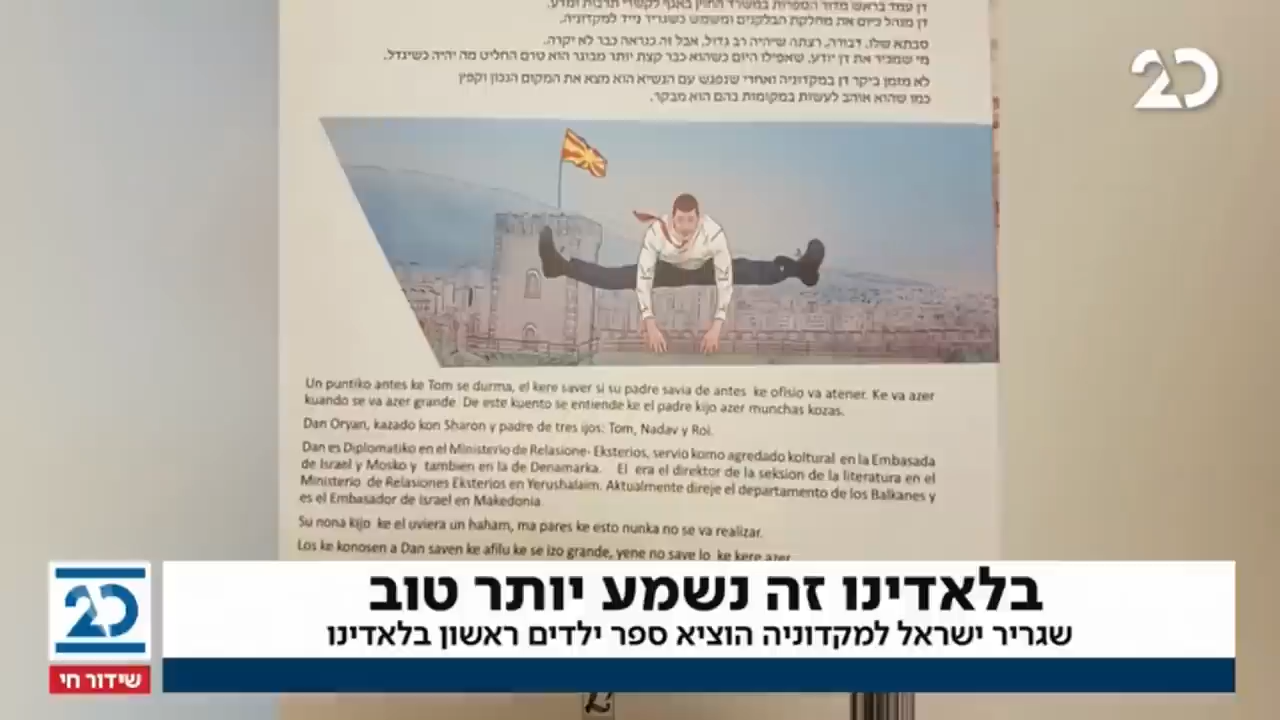 דן עמד בראש מדור הספרות במשרד החוץ באגף לקשרי תרבות ומדע.
דן מנהל כיום את מחלקת הבלקנים ומשמש כשגריר נייד למקדוניה.
סבתא שלו, דבורה, רצתה שיהיה רב גדול, אבל זה כנראה כבר לא יקרה.
מי שמכיר את דן יודע, שאפילו היום כשהוא כבר קצת יותר מבוגר הוא טרם החליט מה יהיה כשיגדל.
לא מזמן ביקר דן במקדוניה ואחרי שנפגש עם הנשיא הוא מצא את המקום הנכון וקפץ
כמו שהוא אוהב לעשות במקומות בהם הוא מבקר.
20
Un puntiko antes ke Tom se durma, el kere saver si su padre savia de antes ke ofisio va atener. Ke va azer
kuando se va azer grande. De este kuento se entiende ke el padre kijo azer munchas kozas.
Dan Oryan, kazado kon Sharon y padre de tres ijos: Tom, Nadav y Roi.
Dan es Diplomatiko en el Ministerio de Relasione- Eksterios, servio komo agredado koltural en la Embasada
de Israel y Mosko y tambien en la de Denamarka. El era el direktor de la seksion de la literatura en el
Ministerio de Relasiones Eksterios en Yerushalaim. Aktualmente direje el departamento de los Balkanes y
es el Embasador de Israel en Makedonia
Su nona kijo ke el uviera un haham, ma pares ke esto nunka no se va realizar.
Los ke konosen a Dan saven ke afilu ke se izo grande, yene no save lo ke kere azer
בלאדינו זה נשמע יותר טוב
שגריר ישראל למקדוניה הוציא ספר ילדים ראשון בלאדינו
20
שידור חי